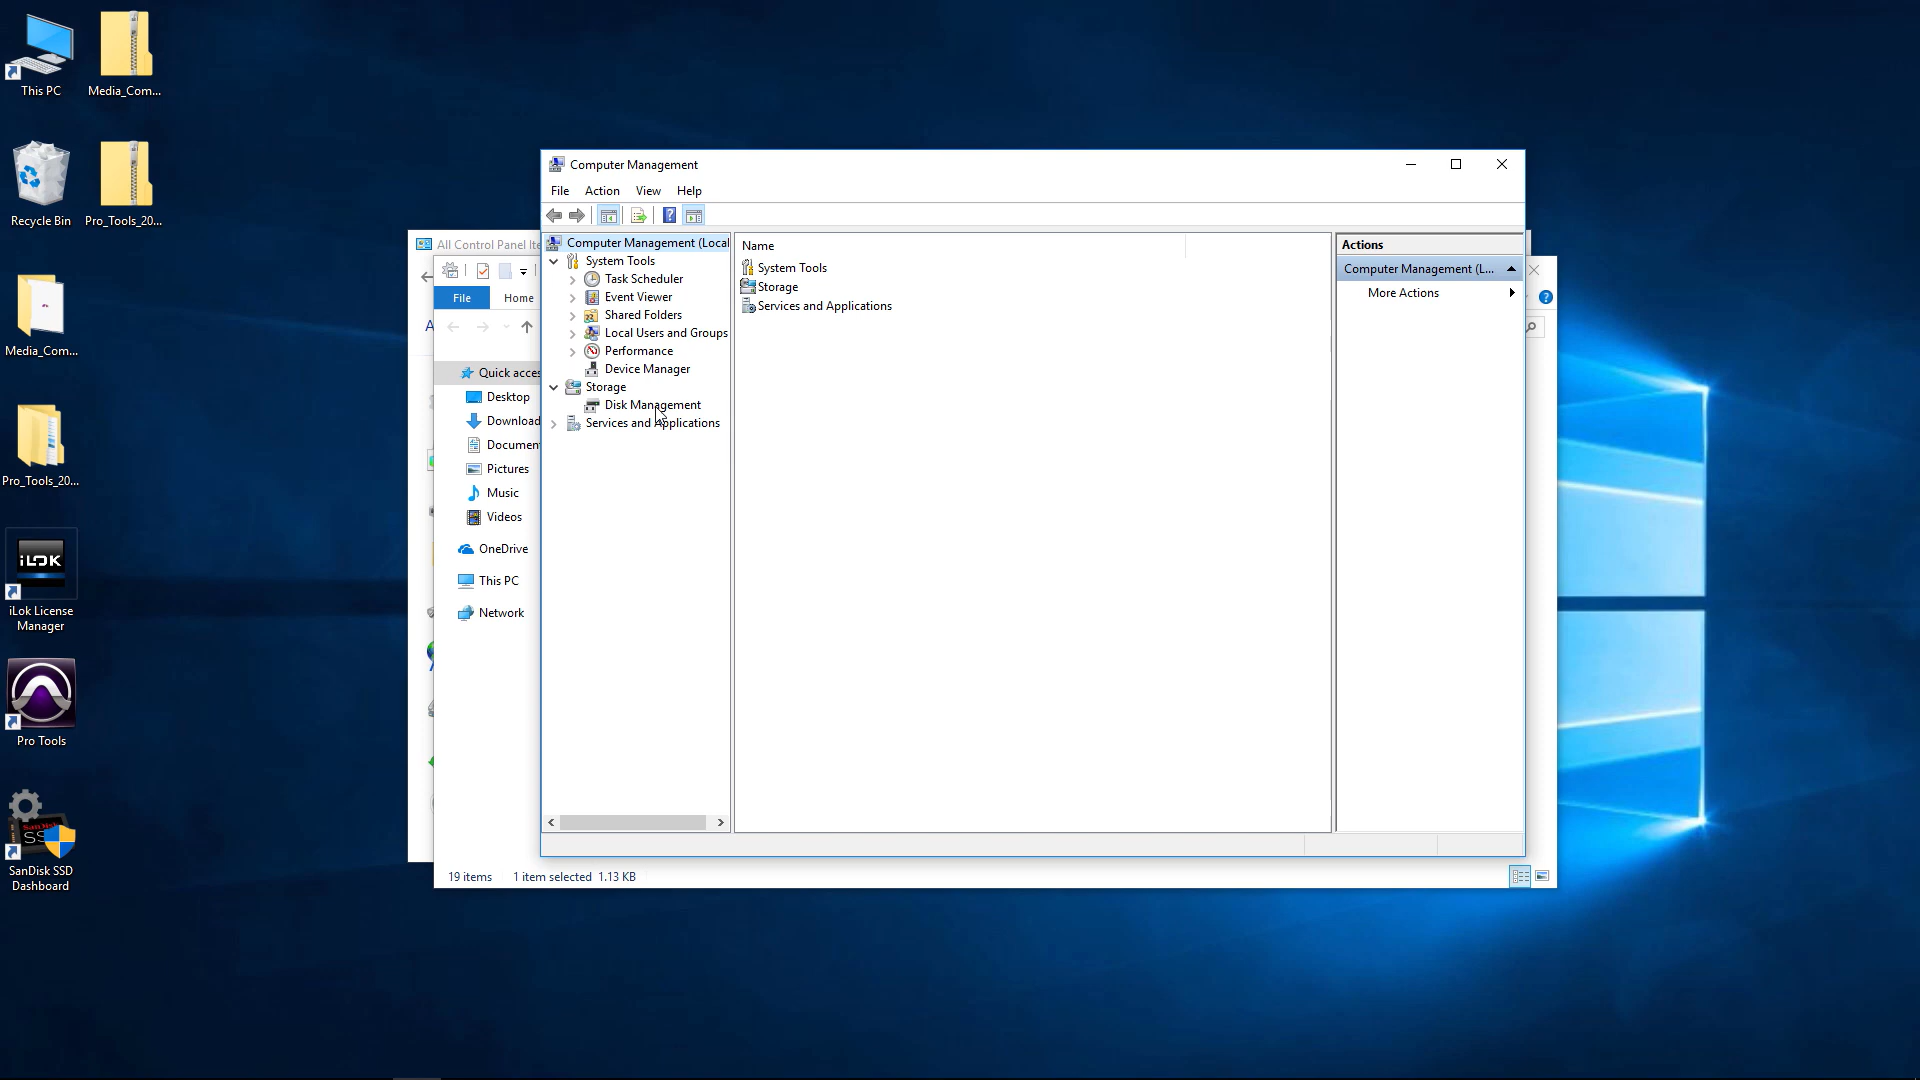 This PC
Media_Com...
Recycle Bin
Pro_Tools_20...
Media_Com...
Pro_Tools_20...
iLOK
iLok License
Manager
Pro Tools
SanDisk
SS
SanDisk SSD
Dashboard
All Control Panel Ite
File
Home
Quick acces
Desktop
Download
Documen
Pictures
Music
Videos
OneDrive
This PC
Network
19 items
1 item selected 1.13 KB
Computer Management
File Action View Help
Computer Management (Local
System Tools
Task Scheduler
Event Viewer
Shared Folders
Local Users and Groups
Performance
Device Manager
Storage
Disk Management
Services and Applications
Name
System Tools
Storage
Services and Applications
Actions
Computer Management (L...
More Actions